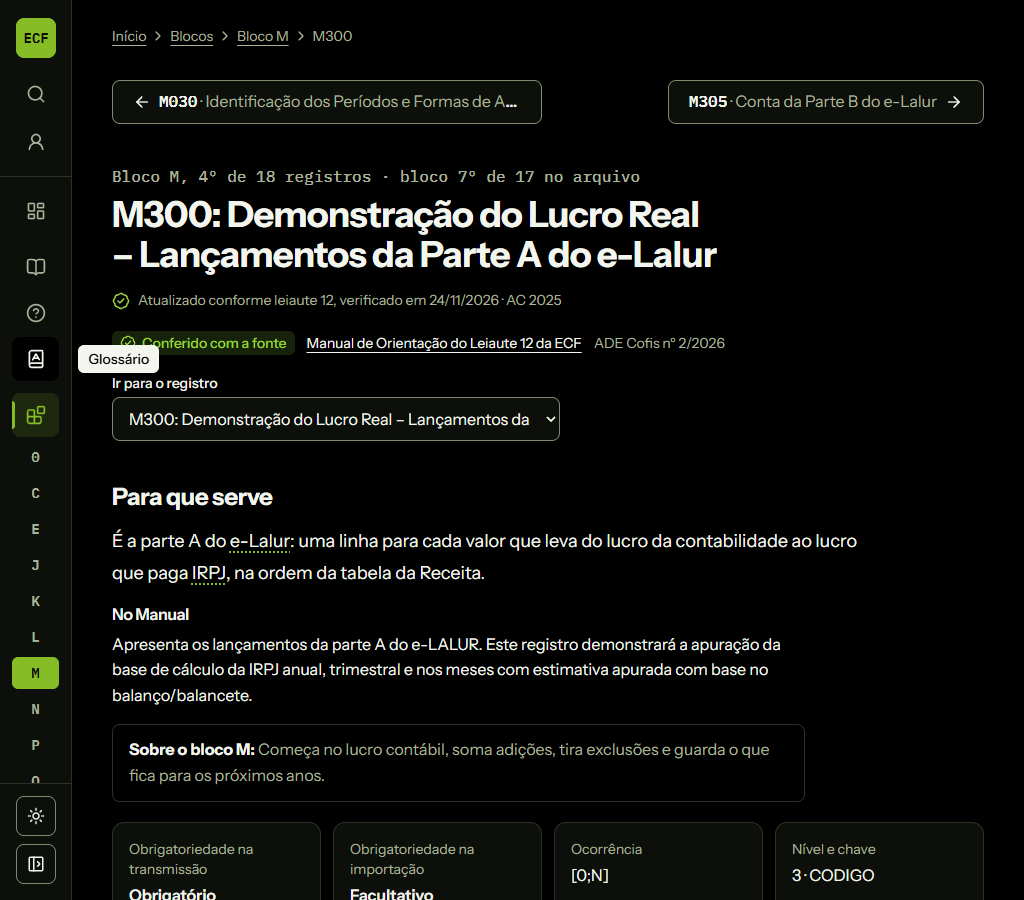 ECF
Início > Blocos > Bloco M > M300
← M030 · Identificação dos Períodos e Formas de A...
M305 · Conta da Parte B do e-Lalur →
Bloco M, 4º de 18 registros · bloco 7º de 17 no arquivo
M300: Demonstração do Lucro Real
– Lançamentos da Parte A do e-Lalur
Atualizado conforme leiaute 12, verificado em 24/11/2026 · AC 2025
Conferido com a fonte Manual de Orientação do Leiaute 12 da ECF ADE Cofis nº 2/2026
Glossário
Ir para o registro
M300: Demonstração do Lucro Real – Lançamentos da
0
C
E
J
K
L
M
N
P
Para que serve
É a parte A do e-Lalur: uma linha para cada valor que leva do lucro da contabilidade ao lucro
que paga IRPJ, na ordem da tabela da Receita.
No Manual
Apresenta os lançamentos da parte A do e-LALUR. Este registro demonstrará a apuração da
base de cálculo da IRPJ anual, trimestral e nos meses com estimativa apurada com base no
balanço/balancete.
Sobre o bloco M: Começa no lucro contábil, soma adições, tira exclusões e guarda o que
fica para os próximos anos.
Obrigatoriedade na
transmissão
Obrigatório
Obrigatoriedade na
importação
Facultativo
Ocorrência
[0;N]
Nível e chave
3 · CODIGO